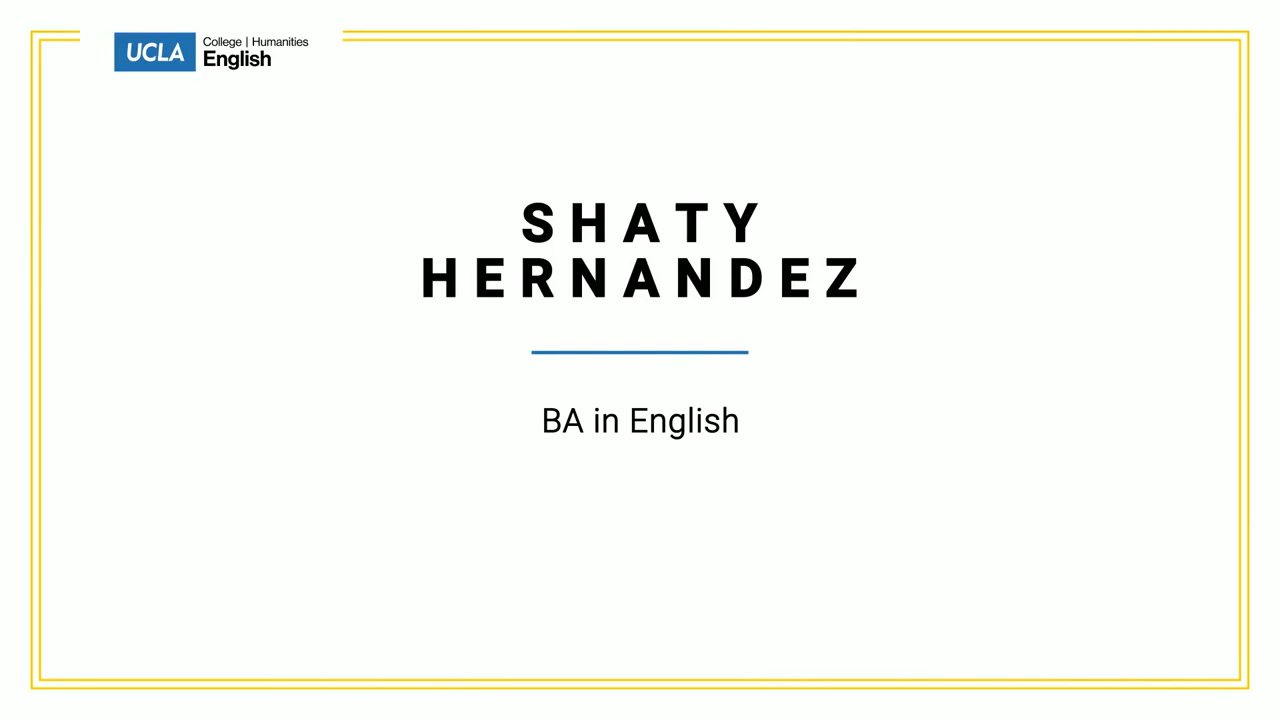 UCLA
College | Humanities
English
SHATY
HERNANDEZ
BA in English